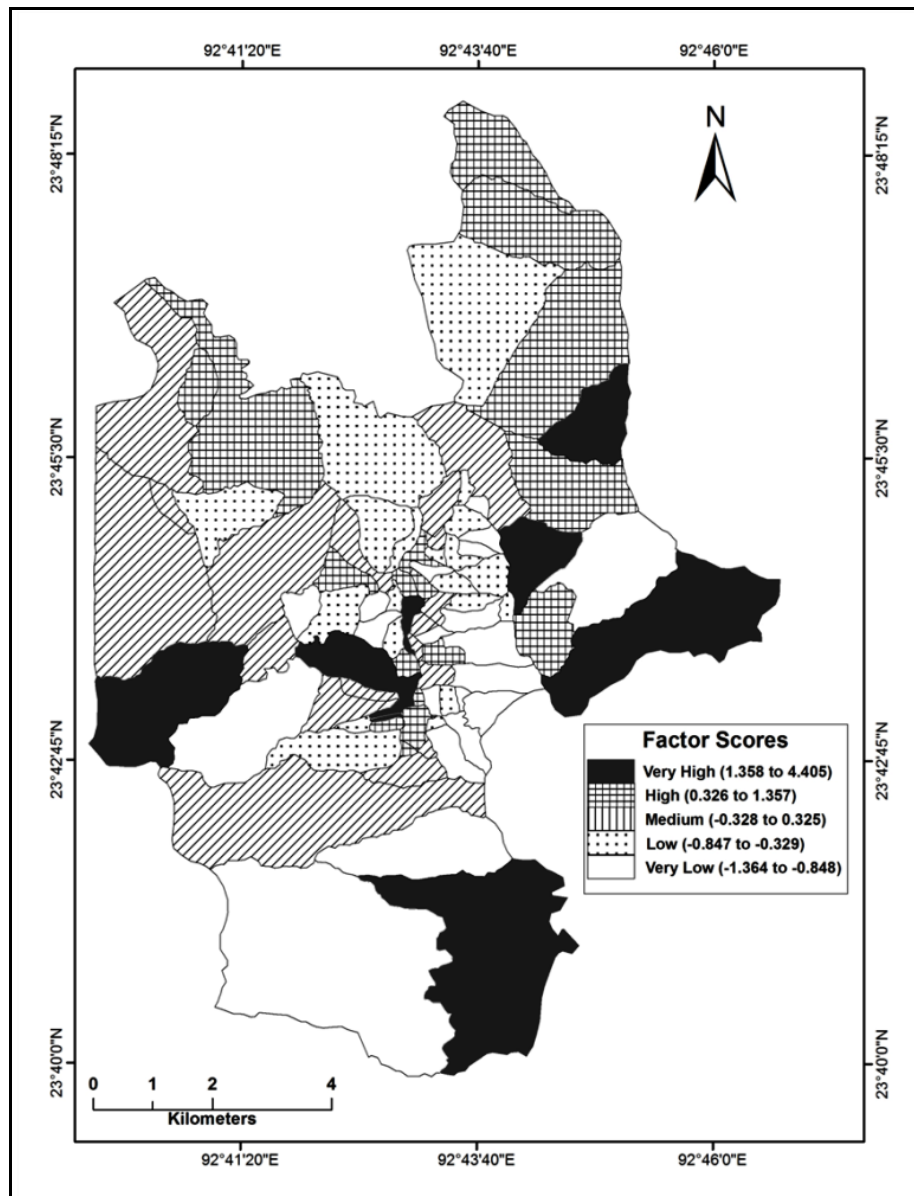 92°41'20"E 92°43'40"E 92°46'0"E
23°48'15"N 23°48'15"N
N
23°45'30"N 23°45'30"N
23°42'45"N 23°42'45"N
Factor Scores
Very High (1.358 to 4.405)
High (0.326 to 1.357)
Medium (-0.328 to 0.325)
Low (-0.847 to -0.329)
Very Low (-1.364 to -0.848)
23°40'0"N 23°40'0"N
0 1 2 4
Kilometers
92°41'20"E 92°43'40"E 92°46'0"E